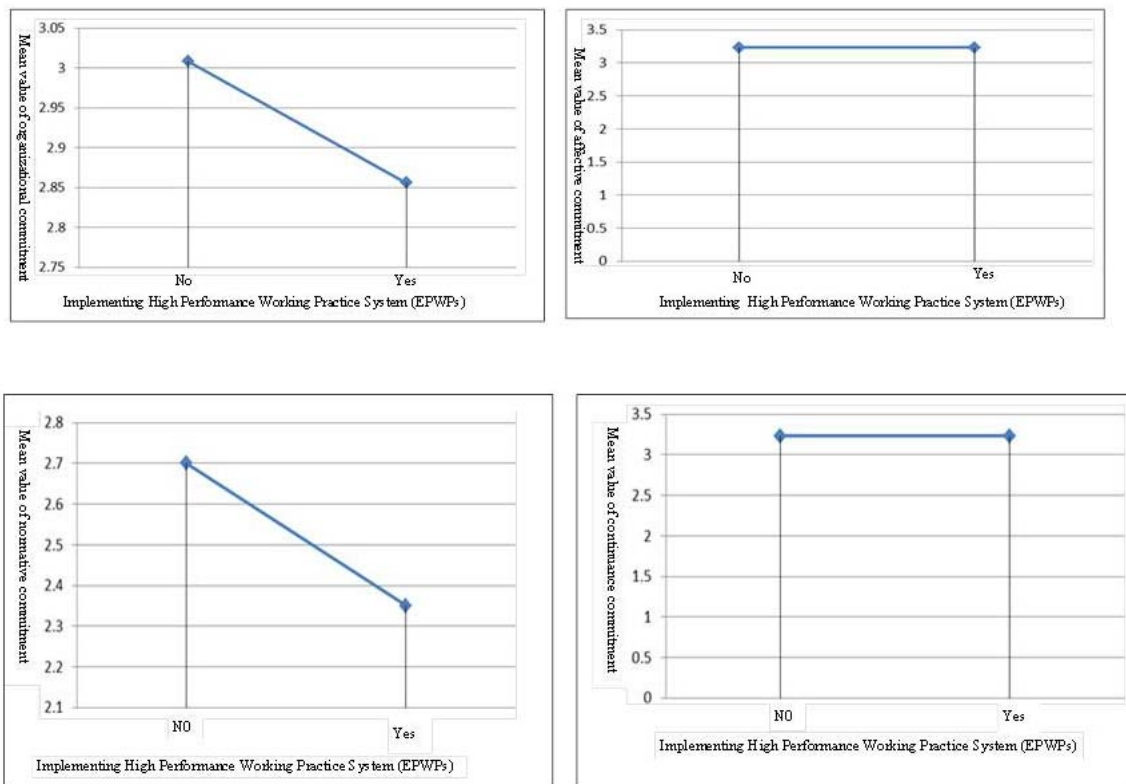 Mean value of organizational commitment
3.05
3
2.95
2.9
2.85
2.8
2.75
No
Yes
Implementing High Performance Working Practice System (EPWPs)
Mean value of affective commitment
3.5
3
2.5
2
1.5
1
0.5
0
No
Yes
Implementing High Performance Working Practice System (EPWPs)
Mean value of normative commitment
2.8
2.7
2.6
2.5
2.4
2.3
2.2
2.1
N0
Yes
Implementing High Performance Working Practice System (EPWPs)
Mean value of continuance commitment
3.5
3
2.5
2
1.5
1
0.5
0
N0
Yes
Implementing High Performance Working Practice System (EPWPs)